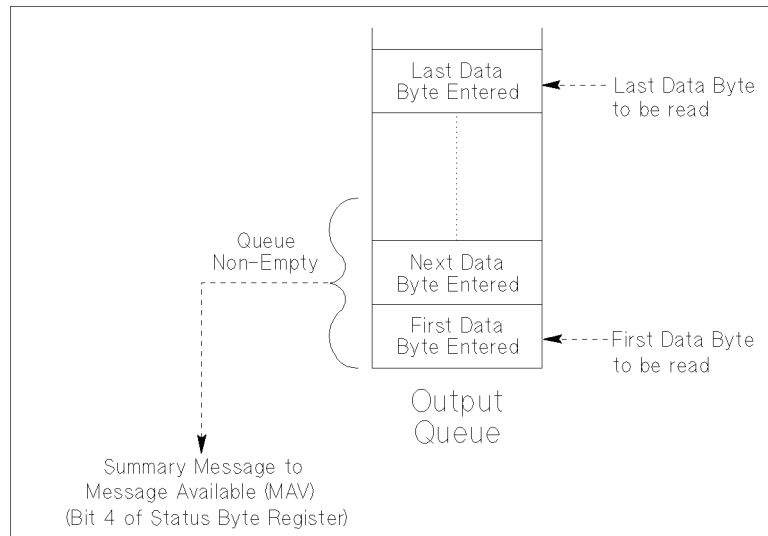 Last Data
Byte Entered
Last Data Byte
to be read
Queue
Non-Empty
Next Data
Byte Entered
First Data
Byte Entered
First Data Byte
to be read
Output
Queue
Summary Message to
Message Available (MAV)
(Bit 4 of Status Byte Register)